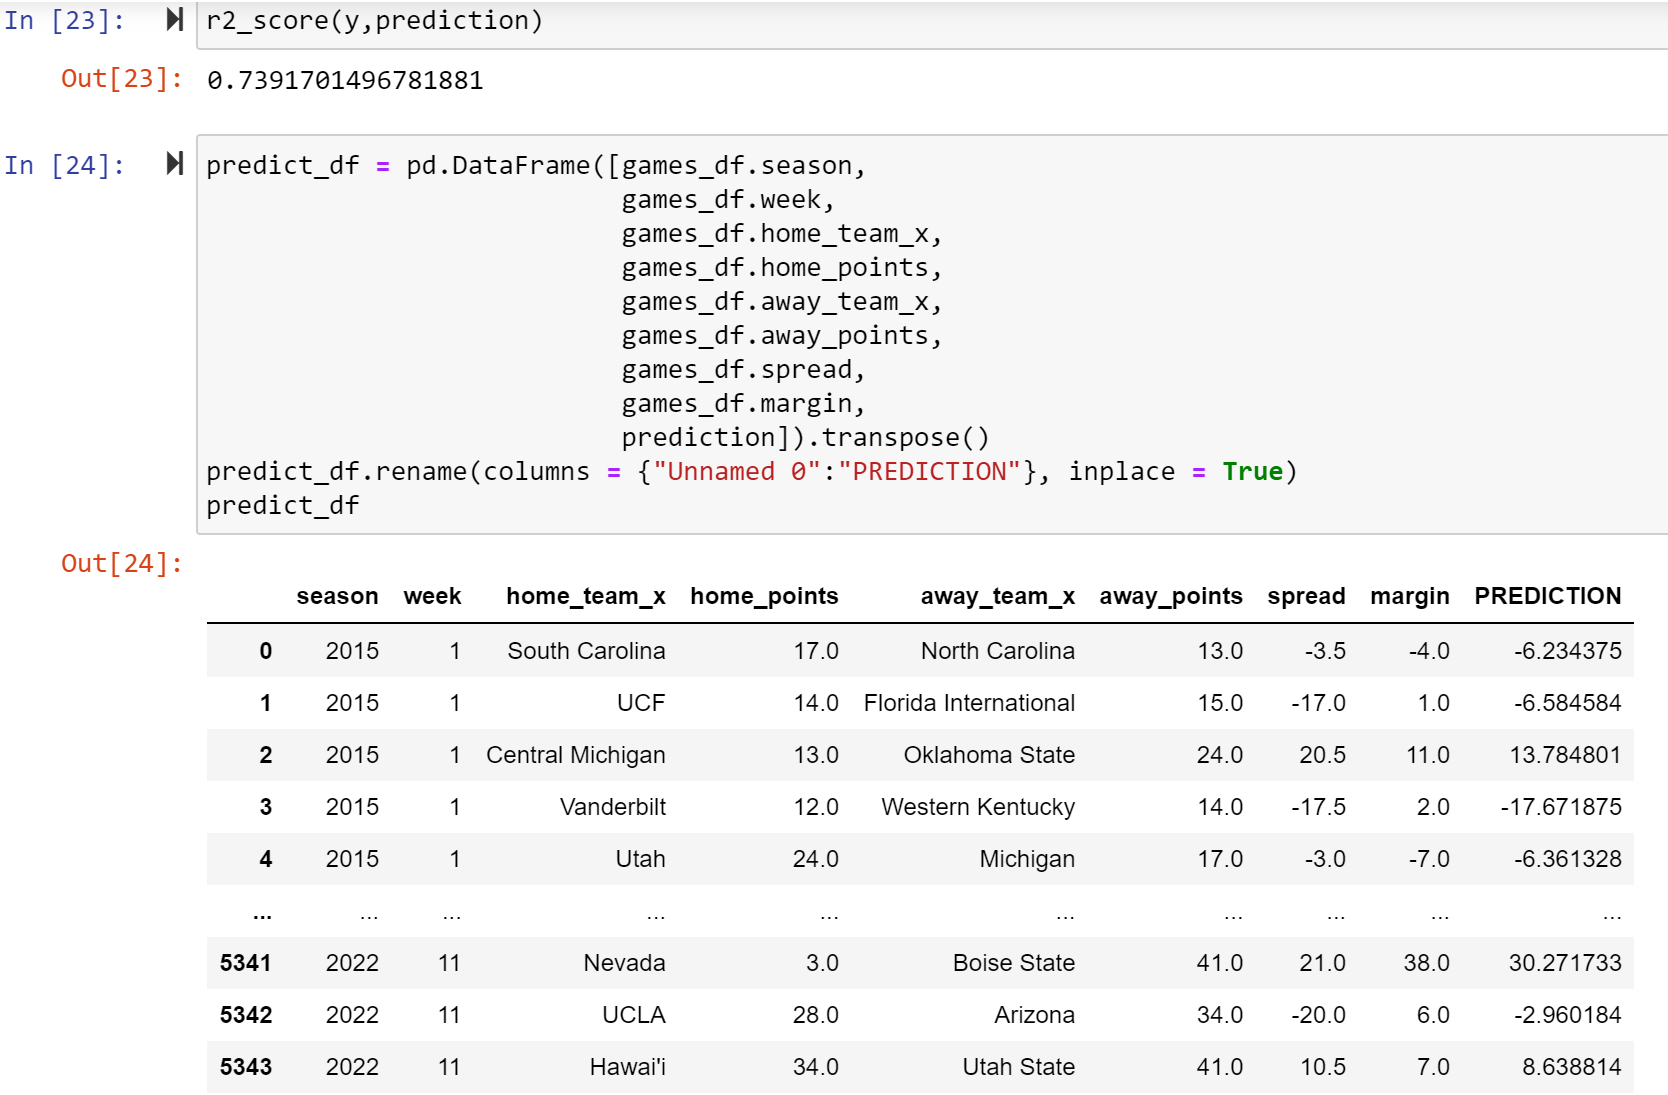 In [23]: r2_score(y,prediction)
Out[23]: 0.7391701496781881
In [24]: predict_df = pd.DataFrame([games_df.season,
games_df.week,
games_df.home_team_x,
games_df.home_points,
games_df.away_team_x,
games_df.away_points,
games_df.spread,
games_df.margin,
prediction]).transpose()
predict_df.rename(columns = {"Unnamed 0":"PREDICTION"}, inplace = True)
predict_df
Out[24]:
season week home_team_x home_points away_team_x away_points spread margin PREDICTION
0 2015 1 South Carolina 17.0 North Carolina 13.0 -3.5 -4.0 -6.234375
1 2015 1 UCF 14.0 Florida International 15.0 -17.0 1.0 -6.584584
2 2015 1 Central Michigan 13.0 Oklahoma State 24.0 20.5 11.0 13.784801
3 2015 1 Vanderbilt 12.0 Western Kentucky 14.0 -17.5 2.0 -17.671875
4 2015 1 Utah 24.0 Michigan 17.0 -3.0 -7.0 -6.361328
... ... ... ... ... ... ... ... ... ...
5341 2022 11 Nevada 3.0 Boise State 41.0 21.0 38.0 30.271733
5342 2022 11 UCLA 28.0 Arizona 34.0 -20.0 6.0 -2.960184
5343 2022 11 Hawai'i 34.0 Utah State 41.0 10.5 7.0 8.638814